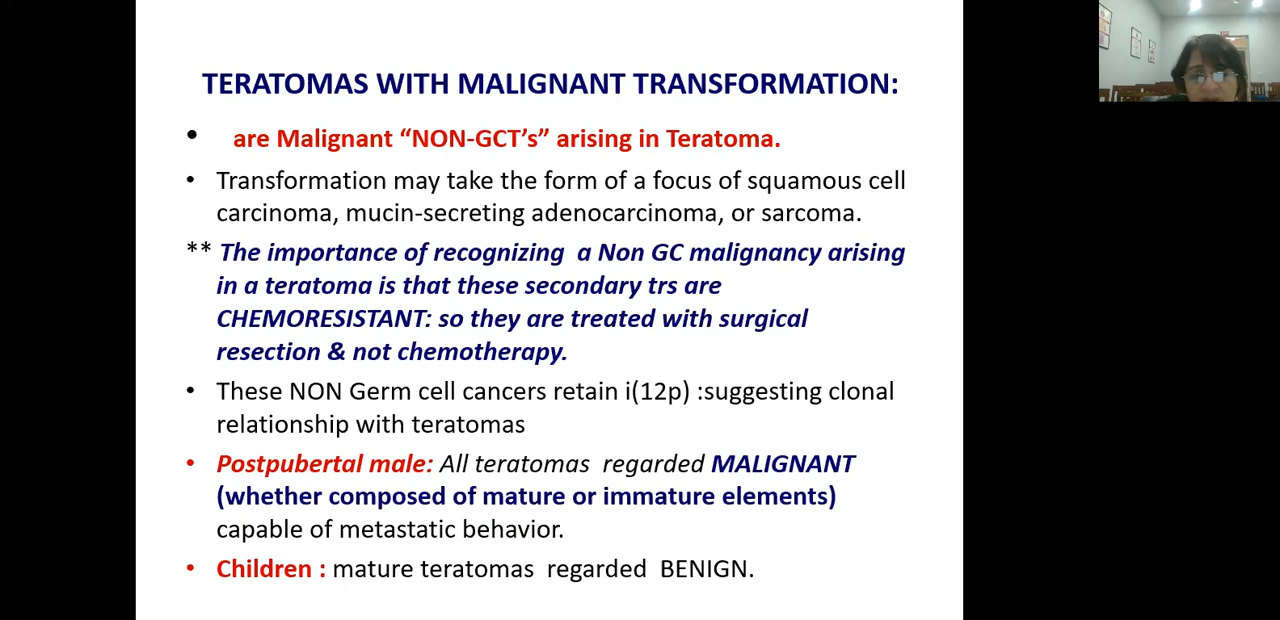 TERATOMAS WITH MALIGNANT TRANSFORMATION:
• are Malignant “NON-GCT’s” arising in Teratoma.
• Transformation may take the form of a focus of squamous cell
carcinoma, mucin-secreting adenocarcinoma, or sarcoma.
** The importance of recognizing a Non GC malignancy arising
in a teratoma is that these secondary trs are
CHEMORESISTANT: so they are treated with surgical
resection & not chemotherapy.
• These NON Germ cell cancers retain i(12p) :suggesting clonal
relationship with teratomas
• Postpubertal male: All teratomas regarded MALIGNANT
(whether composed of mature or immature elements)
capable of metastatic behavior.
• Children : mature teratomas regarded BENIGN.